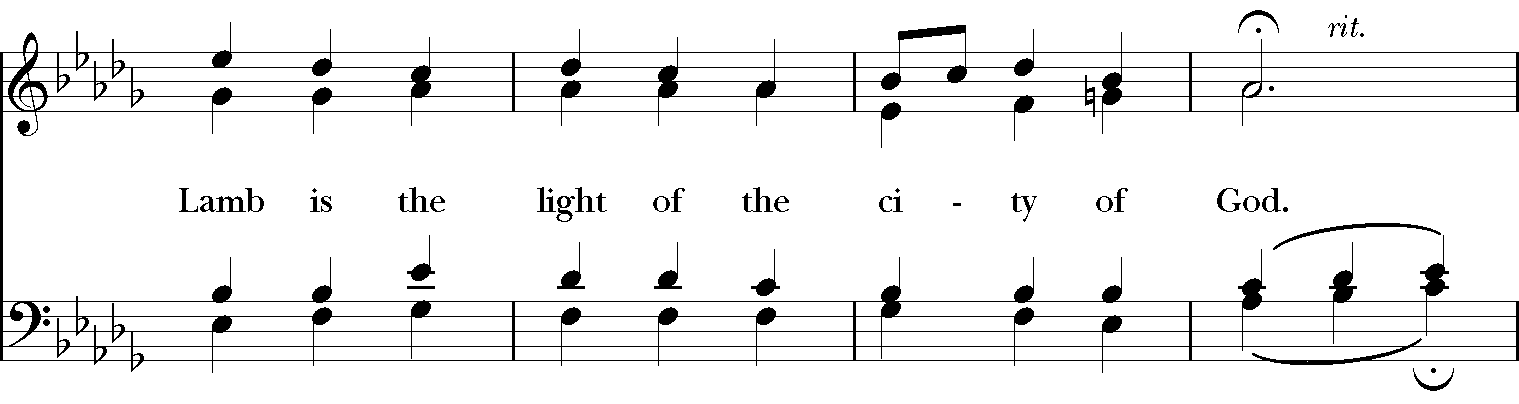 rit.
Lamb is the light of the ci - ty of God.